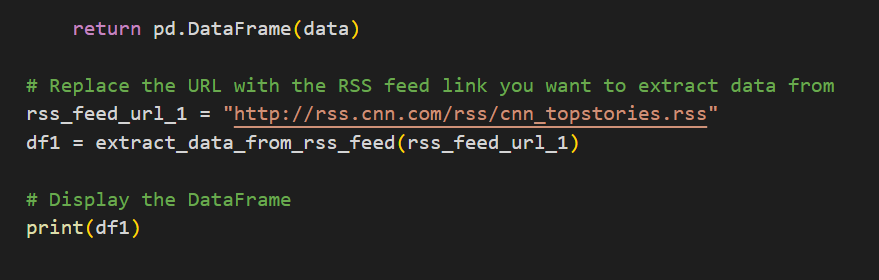 return pd.DataFrame(data)
# Replace the URL with the RSS feed link you want to extract data from
rss_feed_url_1 = "http://rss.cnn.com/rss/cnn_topstories.rss"
df1 = extract_data_from_rss_feed(rss_feed_url_1)
# Display the DataFrame
print(df1)